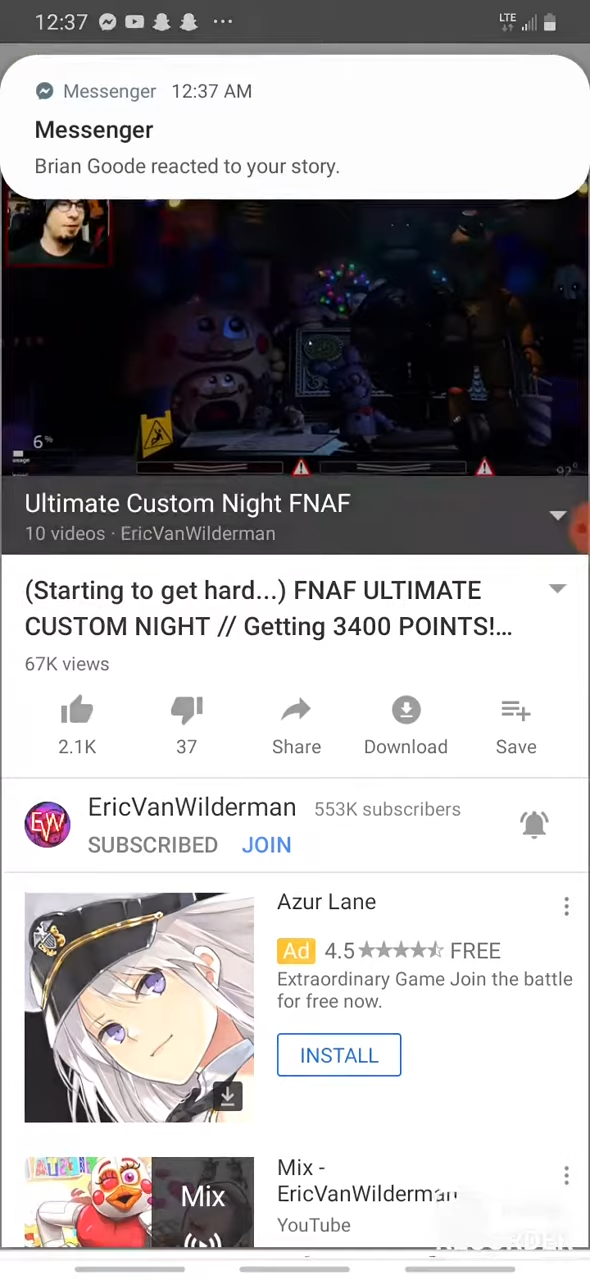 12:37
LTE
Messenger 12:37 AM
Messenger
Brian Goode reacted to your story.
6%
usage
Ultimate Custom Night FNAF
10 videos · EricVanWilderman
(Starting to get hard...) FNAF ULTIMATE
CUSTOM NIGHT // Getting 3400 POINTS!...
67K views
2.1K 37 Share Download Save
EW
EricVanWilderman 553K subscribers
SUBSCRIBED JOIN
Azur Lane
Ad 4.5 FREE
Extraordinary Game Join the battle
for free now.
INSTALL
Mix
Mix -
EricVanWilderman
YouTube